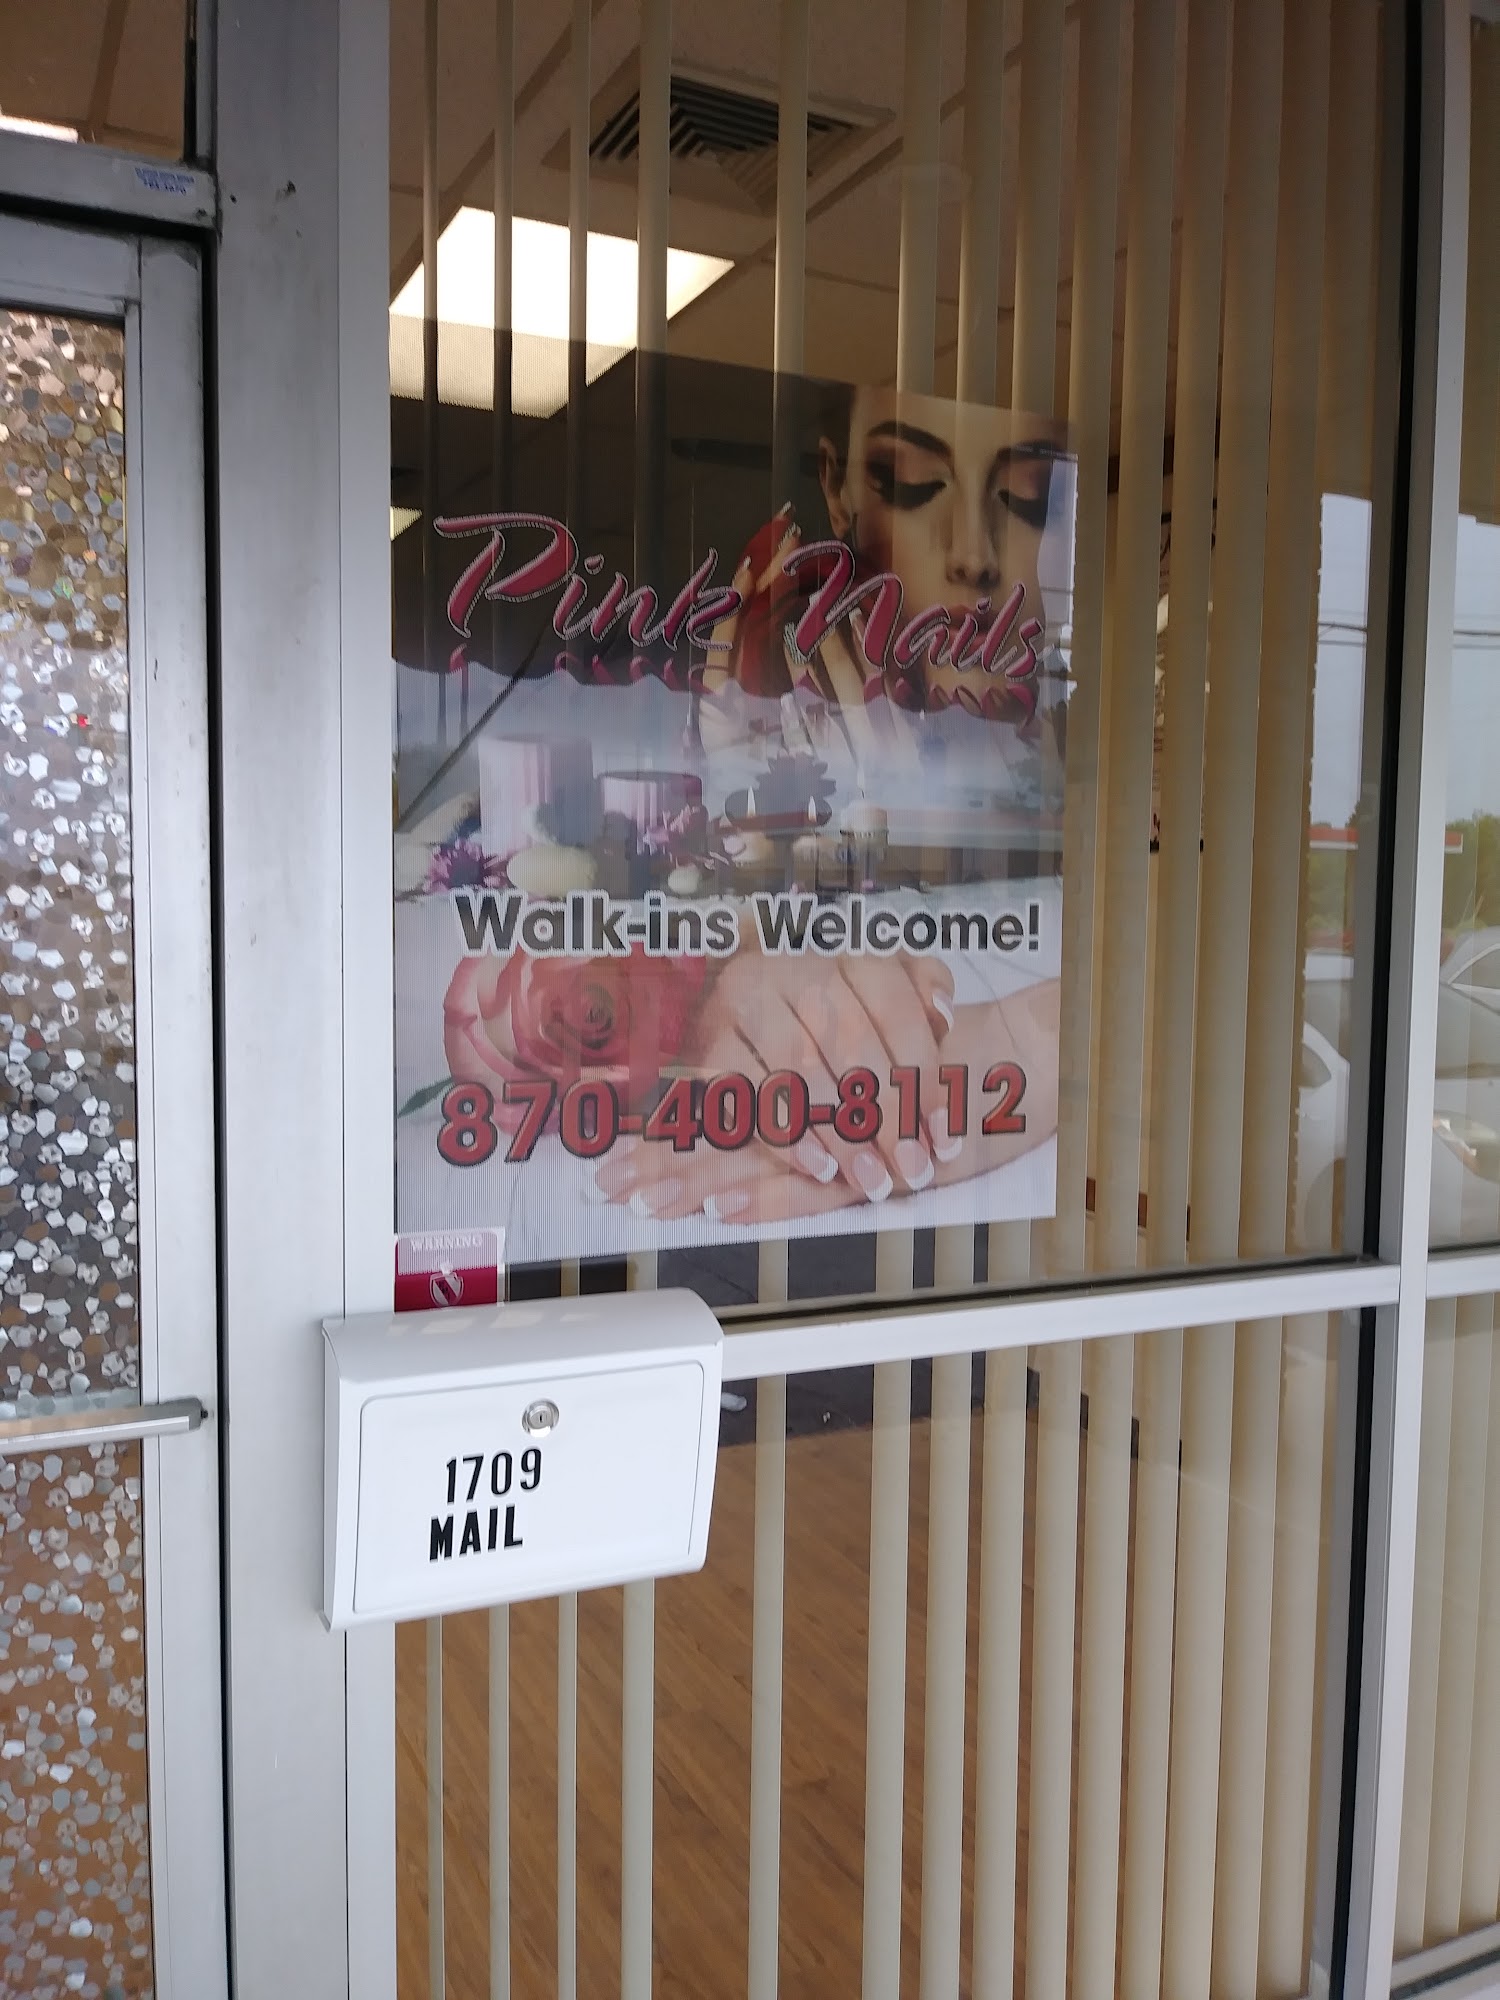 Pink Nails
Walk-ins Welcome!
870-400-8112
WARNING
1709
MAIL